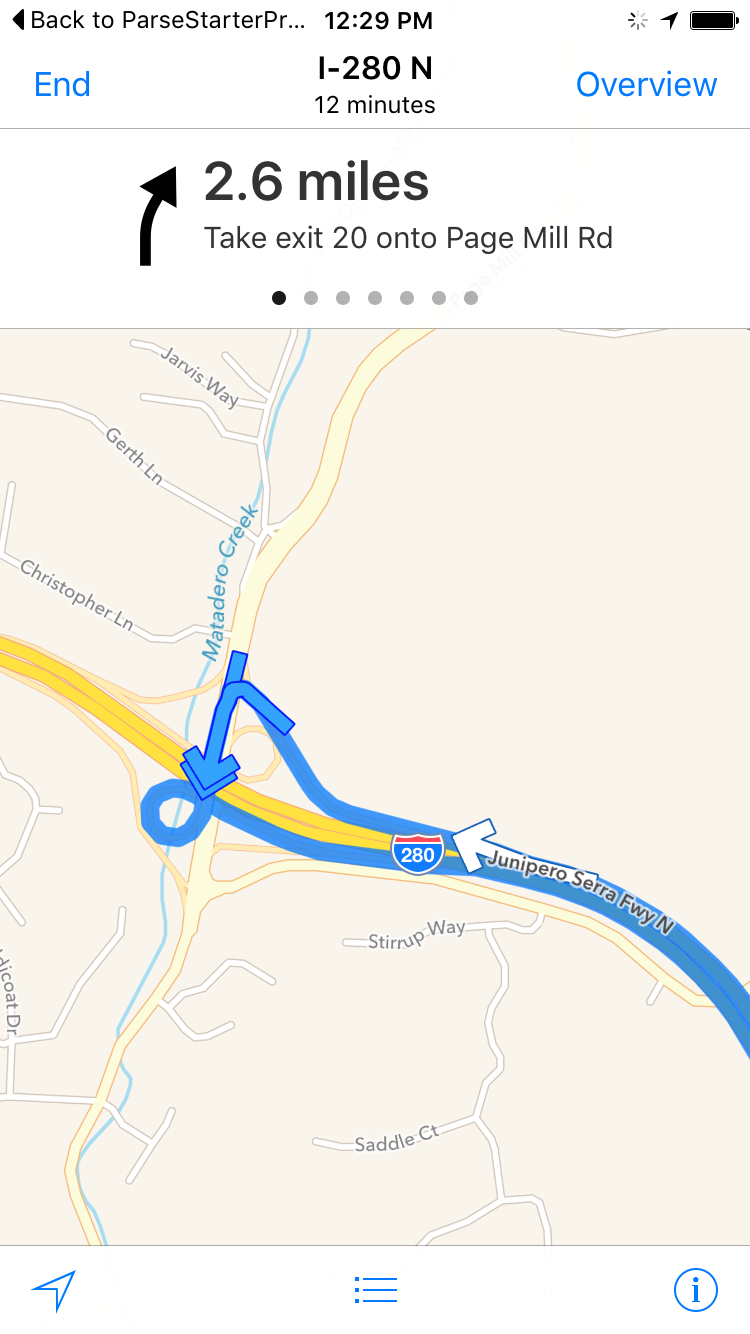 Back to ParseStarterPr... 12:29 PM
End
I-280 N
12 minutes
Overview
2.6 miles
Take exit 20 onto Page Mill Rd
Jarvis Way
Gerth Ln
Matadero Creek
Christopher Ln
280
Junipero Serra Fwy N
Stirrup Way
Saddle Ct